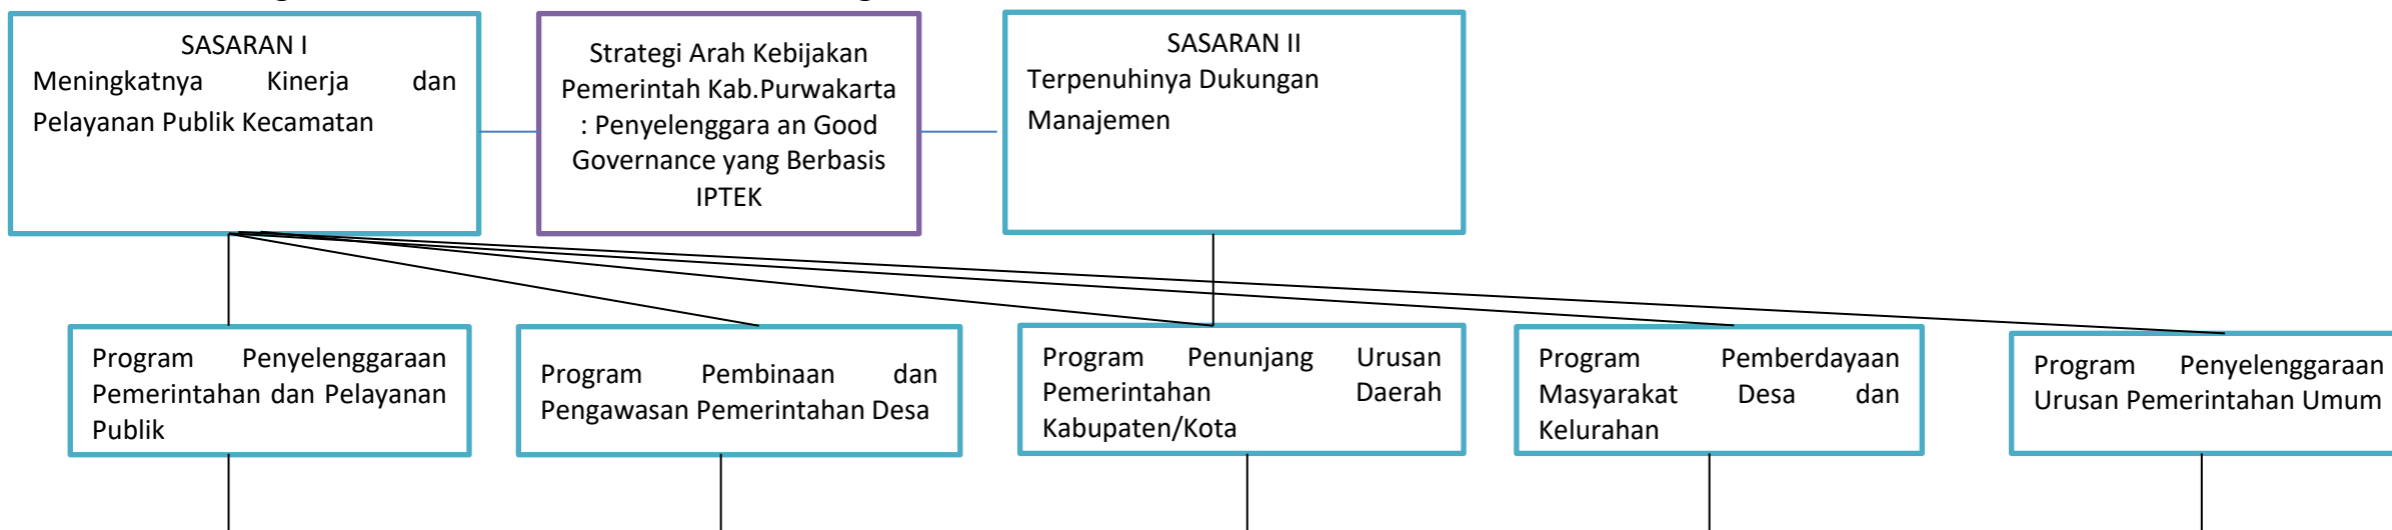 SASARAN I
Meningkatnya Kinerja dan
Pelayanan Publik Kecamatan
Strategi Arah Kebijakan
Pemerintah Kab.Purwakarta
: Penyelenggara an Good
Governance yang Berbasis
IPTEK
SASARAN II
Terpenuhinya Dukungan
Manajemen
Program Penyelenggaraan
Pemerintahan dan Pelayanan
Publik
Program Pembinaan dan
Pengawasan Pemerintahan Desa
Program Penunjang Urusan
Pemerintahan Daerah
Kabupaten/Kota
Program Pemberdayaan
Masyarakat Desa dan
Kelurahan
Program Penyelenggaraan
Urusan Pemerintahan Umum